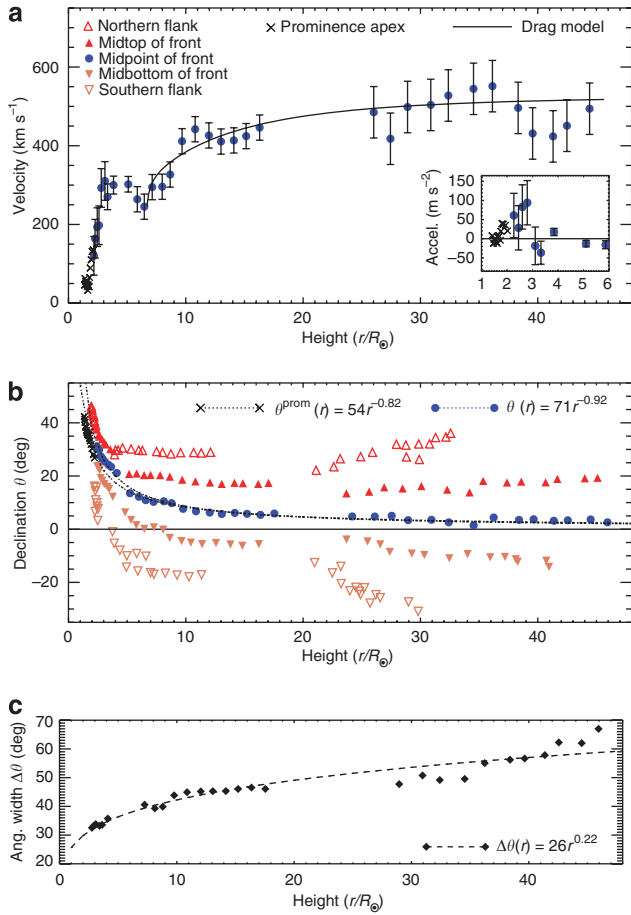 a
Northern flank
Midtop of front
Midpoint of front
Midbottom of front
Southern flank
Prominence apex
Drag model
600
400
200
0
Velocity (km s⁻¹)
150
100
50
0
−50
Accel. (m s⁻²)
1 2 3 4 5 6
0 10 20 30 40
Height (r/R⊙)
b
θᵖʳᵒᵐ (r) = 54r⁻⁰·⁸²
θ (r) = 71r⁻⁰·⁹²
40
20
0
−20
Declination θ (deg)
0 10 20 30 40
Height (r/R⊙)
c
70
60
50
40
30
20
Ang. width Δθ (deg)
Δθ(r) = 26r⁰·²²
0 10 20 30 40
Height (r/R⊙)